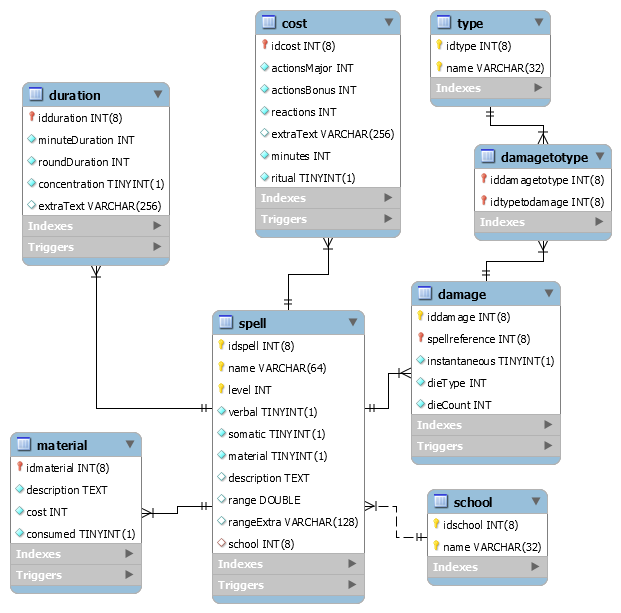 cost
idcost INT(8)
actionsMajor INT
actionsBonus INT
reactions INT
extraText VARCHAR(256)
minutes INT
ritual TINYINT(1)
Indexes
Triggers
type
idtype INT(8)
name VARCHAR(32)
Indexes
duration
idduration INT(8)
minuteDuration INT
roundDuration INT
concentration TINYINT(1)
extraText VARCHAR(256)
Indexes
Triggers
damagetotype
iddamagetotype INT(8)
idtypetodamage INT(8)
Indexes
damage
iddamage INT(8)
spellreference INT(8)
instantaneous TINYINT(1)
dieType INT
dieCount INT
Indexes
Triggers
spell
idspell INT(8)
name VARCHAR(64)
level INT
verbal TINYINT(1)
somatic TINYINT(1)
material TINYINT(1)
description TEXT
range DOUBLE
rangeExtra VARCHAR(128)
school INT(8)
Indexes
Triggers
material
idmaterial INT(8)
description TEXT
cost INT
consumed TINYINT(1)
Indexes
Triggers
school
idschool INT(8)
name VARCHAR(32)
Indexes